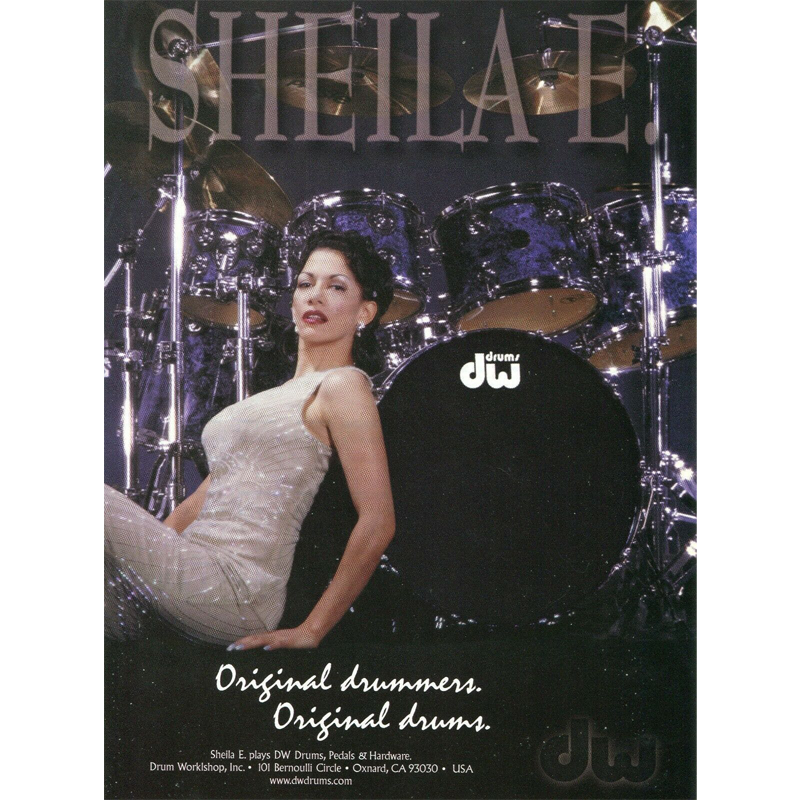 SHEILA E.
drums
dw
Original drummers.
Original drums.
Sheila E. plays DW Drums, Pedals & Hardware.
Drum Worklshop, Inc. • 101 Bernoulli Circle • Oxnard, CA 93030 • USA
www.dwdrums.com
dw